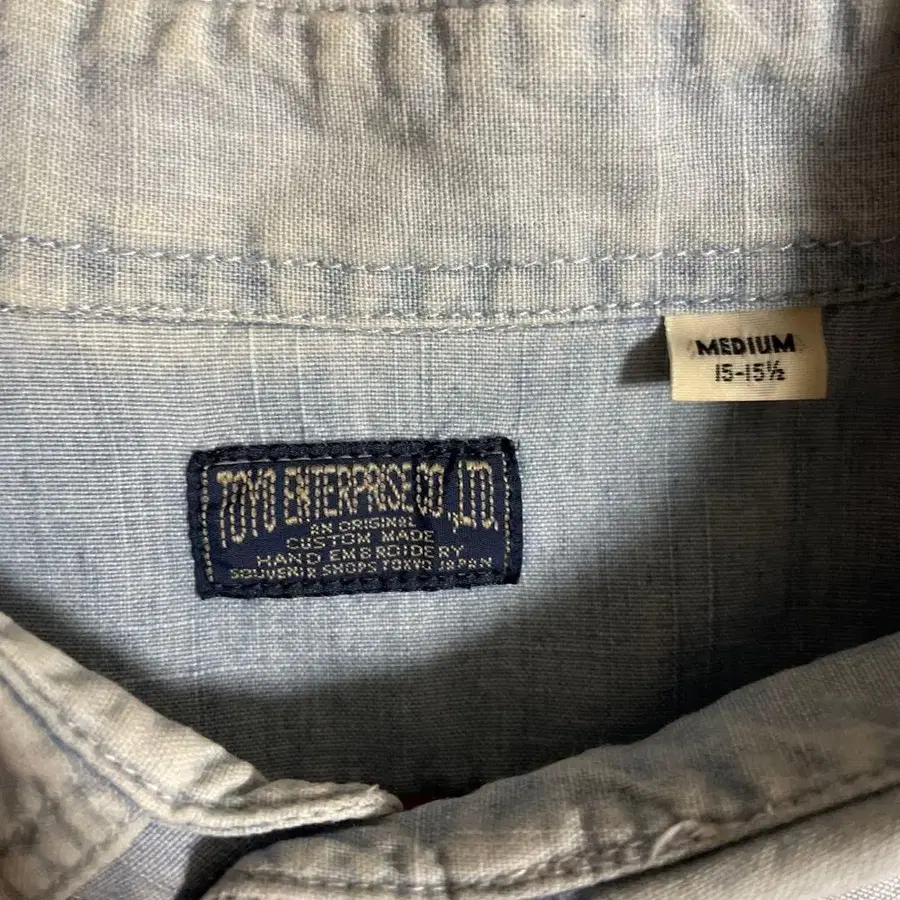 MEDIUM
15-15½
TOYO ENTERPRISE CO., LTD.
AN ORIGINAL
CUSTOM MADE
HAND EMBROIDERY
SOUVENIR SHOPS TOKYO JAPAN